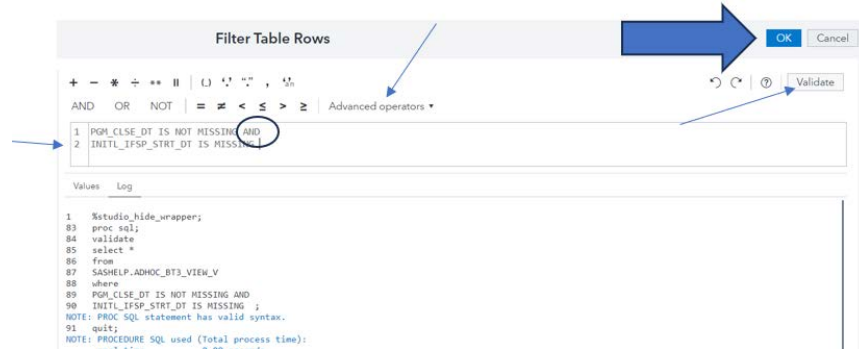 Filter Table Rows
OK Cancel
+ - * ÷ ** || (,) ‘,’ “,” , ‘,’n
Validate
AND OR NOT = ≠ < ≤ > ≥ Advanced operators
1 PGM_CLSE_DT IS NOT MISSING AND
2 INITL_IFSP_STRT_DT IS MISSING
Values Log
1 %studio_hide_wrapper;
83 proc sql;
84 validate
85 select *
86 from
87 SASHELP.ADHOC_BT3_VIEW_V
88 where
89 PGM_CLSE_DT IS NOT MISSING AND
90 INITL_IFSP_STRT_DT IS MISSING ;
NOTE: PROC SQL statement has valid syntax.
91 quit;
NOTE: PROCEDURE SQL used (Total process time):